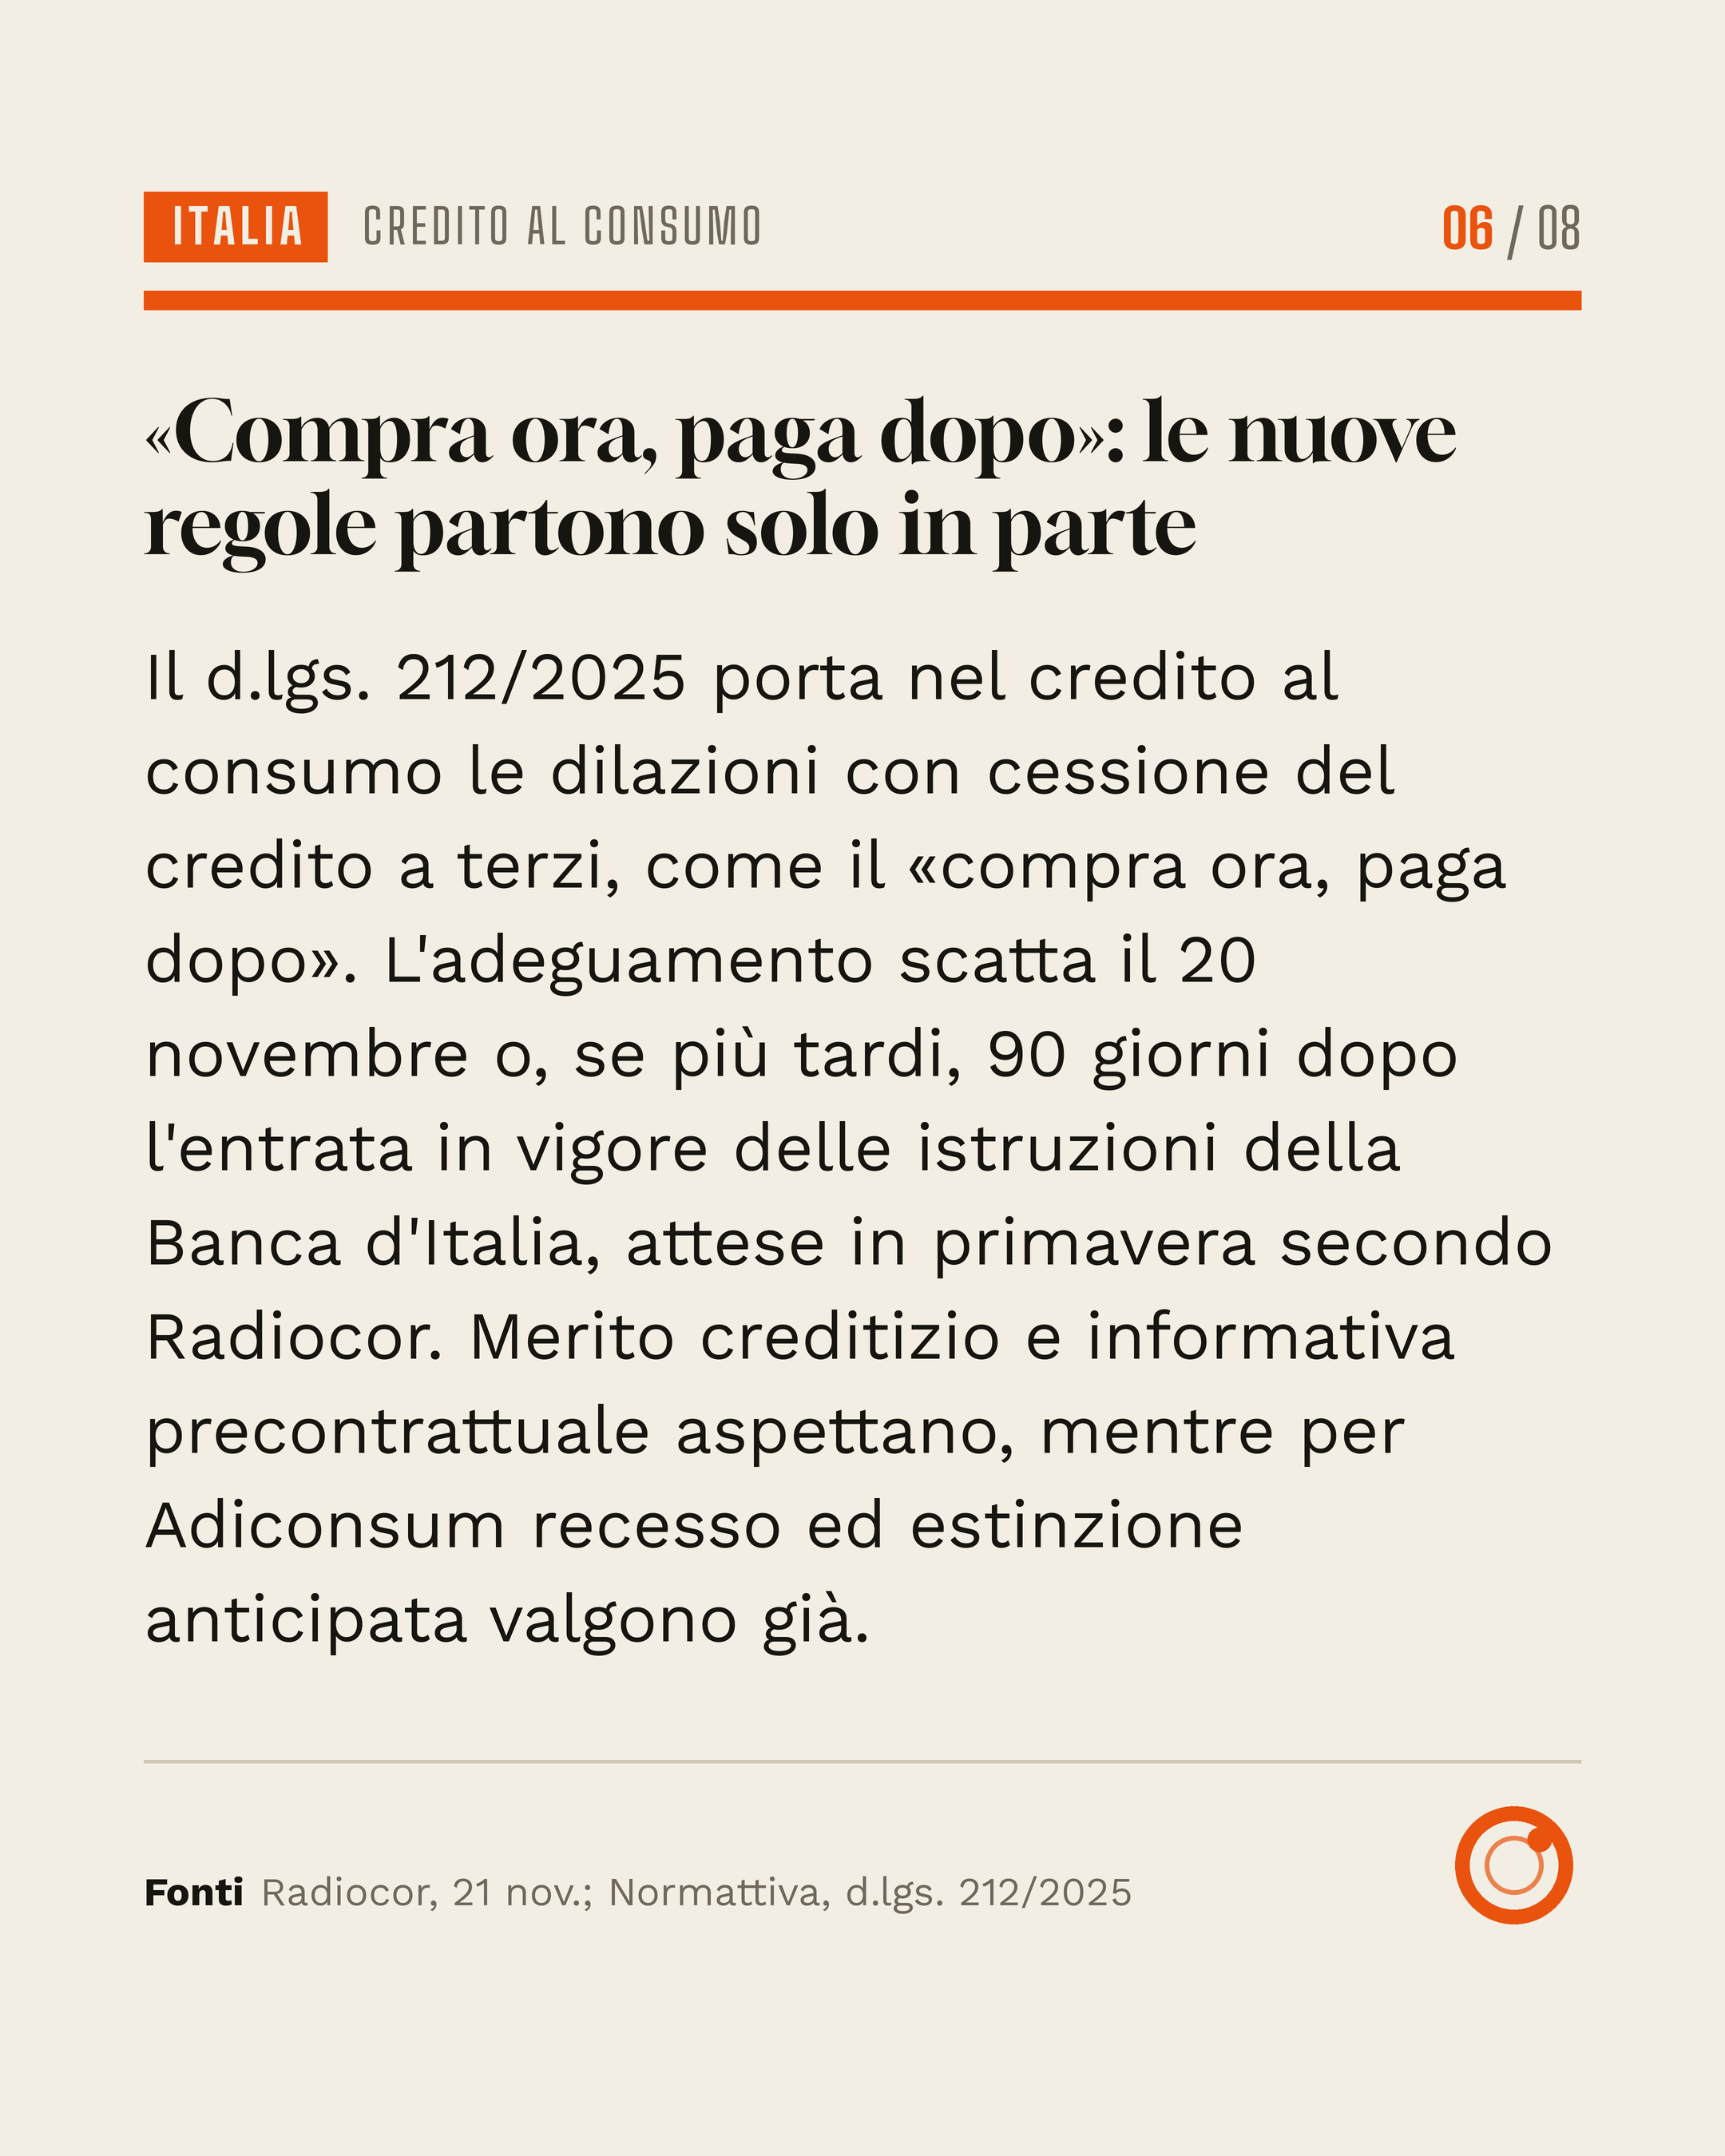 ITALIA CREDITO AL CONSUMO 06 / 08
«Compra ora, paga dopo»: le nuove
regole partono solo in parte
Il d.lgs. 212/2025 porta nel credito al
consumo le dilazioni con cessione del
credito a terzi, come il «compra ora, paga
dopo». L'adeguamento scatta il 20
novembre o, se più tardi, 90 giorni dopo
l'entrata in vigore delle istruzioni della
Banca d'Italia, attese in primavera secondo
Radiocor. Merito creditizio e informativa
precontrattuale aspettano, mentre per
Adiconsum recesso ed estinzione
anticipata valgono già.
Fonti Radiocor, 21 nov.; Normattiva, d.lgs. 212/2025